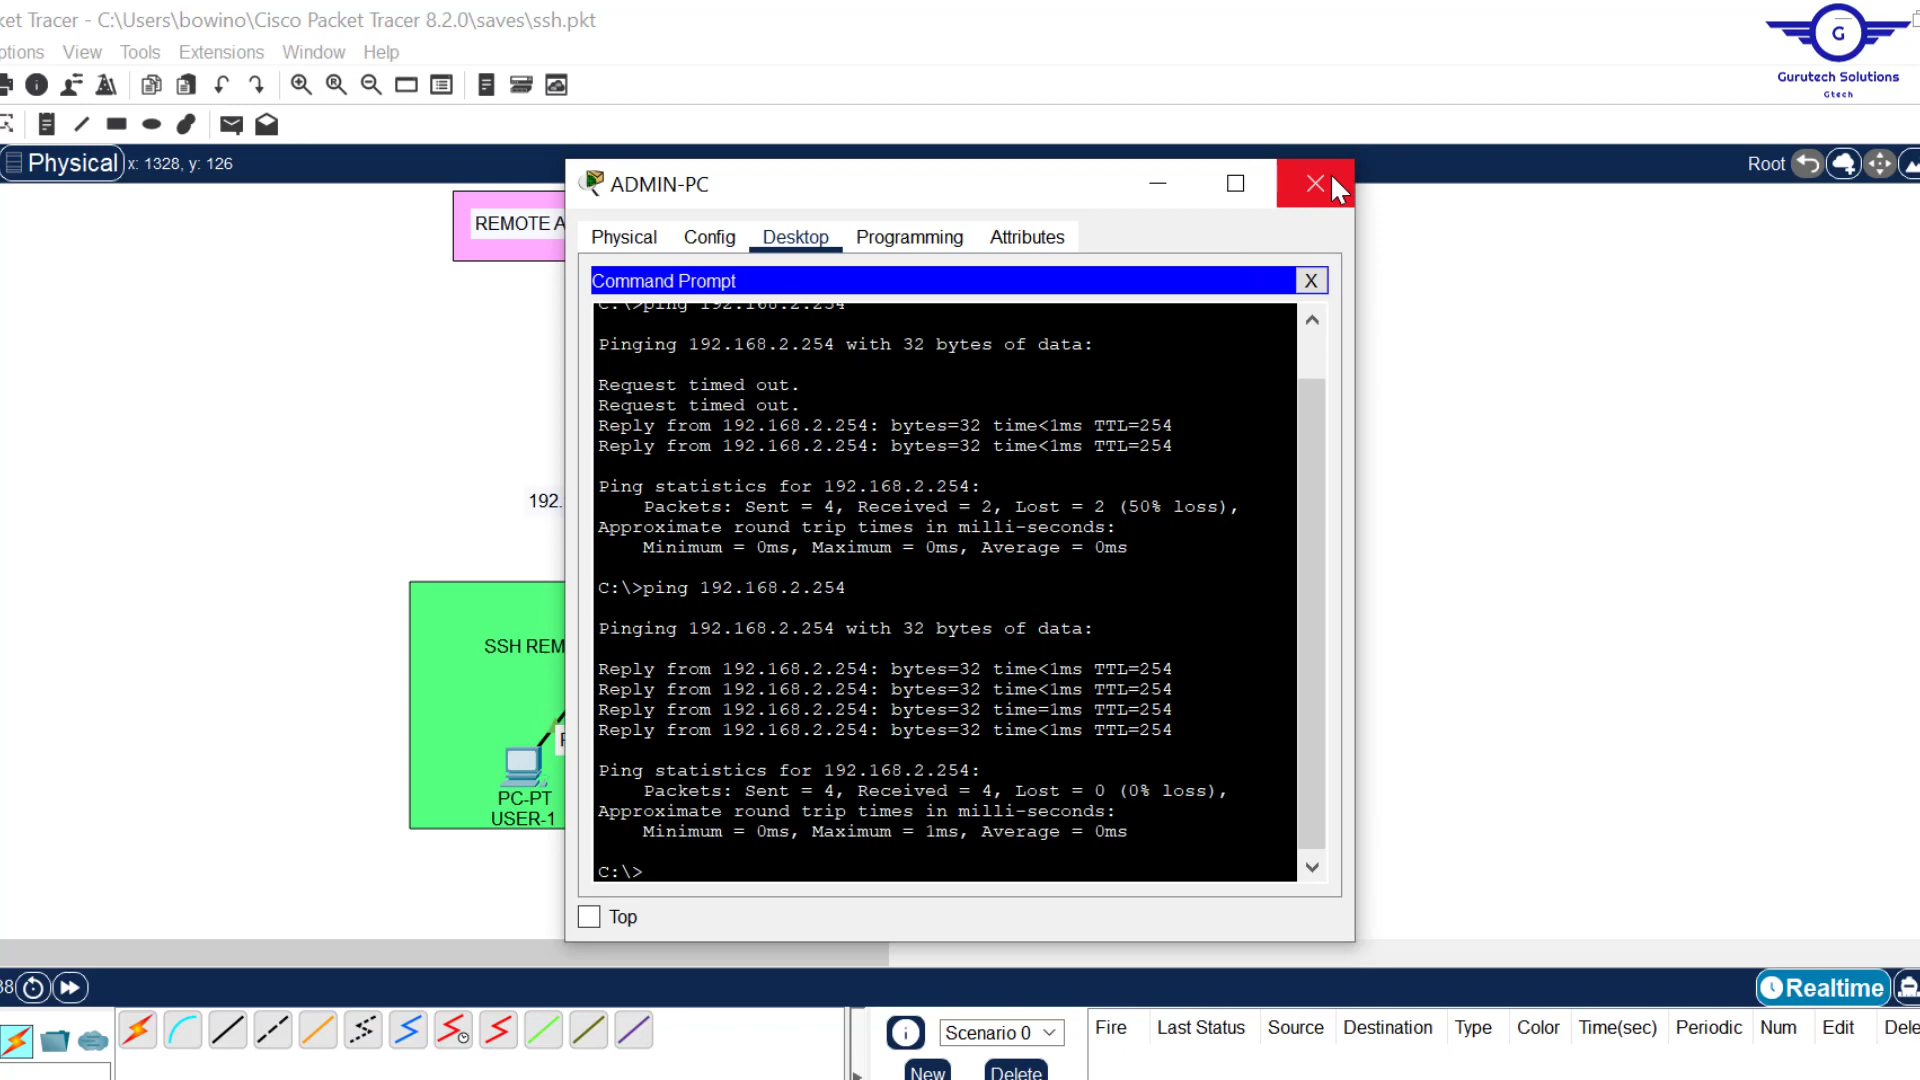 ket Tracer - C:\Users\bowino\Cisco Packet Tracer 8.2.0\saves\ssh.pkt
ptions View Tools Extensions Window Help
G
Gurutech Solutions
Gtech
Physical x: 1328, y: 126
Root
ADMIN-PC
REMOTE A
Physical Config Desktop Programming Attributes
Command Prompt X
C:\>ping 192.168.2.254
Pinging 192.168.2.254 with 32 bytes of data:
Request timed out.
Request timed out.
Reply from 192.168.2.254: bytes=32 time<1ms TTL=254
Reply from 192.168.2.254: bytes=32 time<1ms TTL=254
Ping statistics for 192.168.2.254:
Packets: Sent = 4, Received = 2, Lost = 2 (50% loss),
Approximate round trip times in milli-seconds:
Minimum = 0ms, Maximum = 0ms, Average = 0ms
C:\>ping 192.168.2.254
Pinging 192.168.2.254 with 32 bytes of data:
Reply from 192.168.2.254: bytes=32 time<1ms TTL=254
Reply from 192.168.2.254: bytes=32 time<1ms TTL=254
Reply from 192.168.2.254: bytes=32 time=1ms TTL=254
Reply from 192.168.2.254: bytes=32 time<1ms TTL=254
Ping statistics for 192.168.2.254:
Packets: Sent = 4, Received = 4, Lost = 0 (0% loss),
Approximate round trip times in milli-seconds:
Minimum = 0ms, Maximum = 1ms, Average = 0ms
C:\>
192.
SSH REM
PC-PT
USER-1
Top
38
Realtime
Scenario 0
New Delete
Fire Last Status Source Destination Type Color Time(sec) Periodic Num Edit Dele